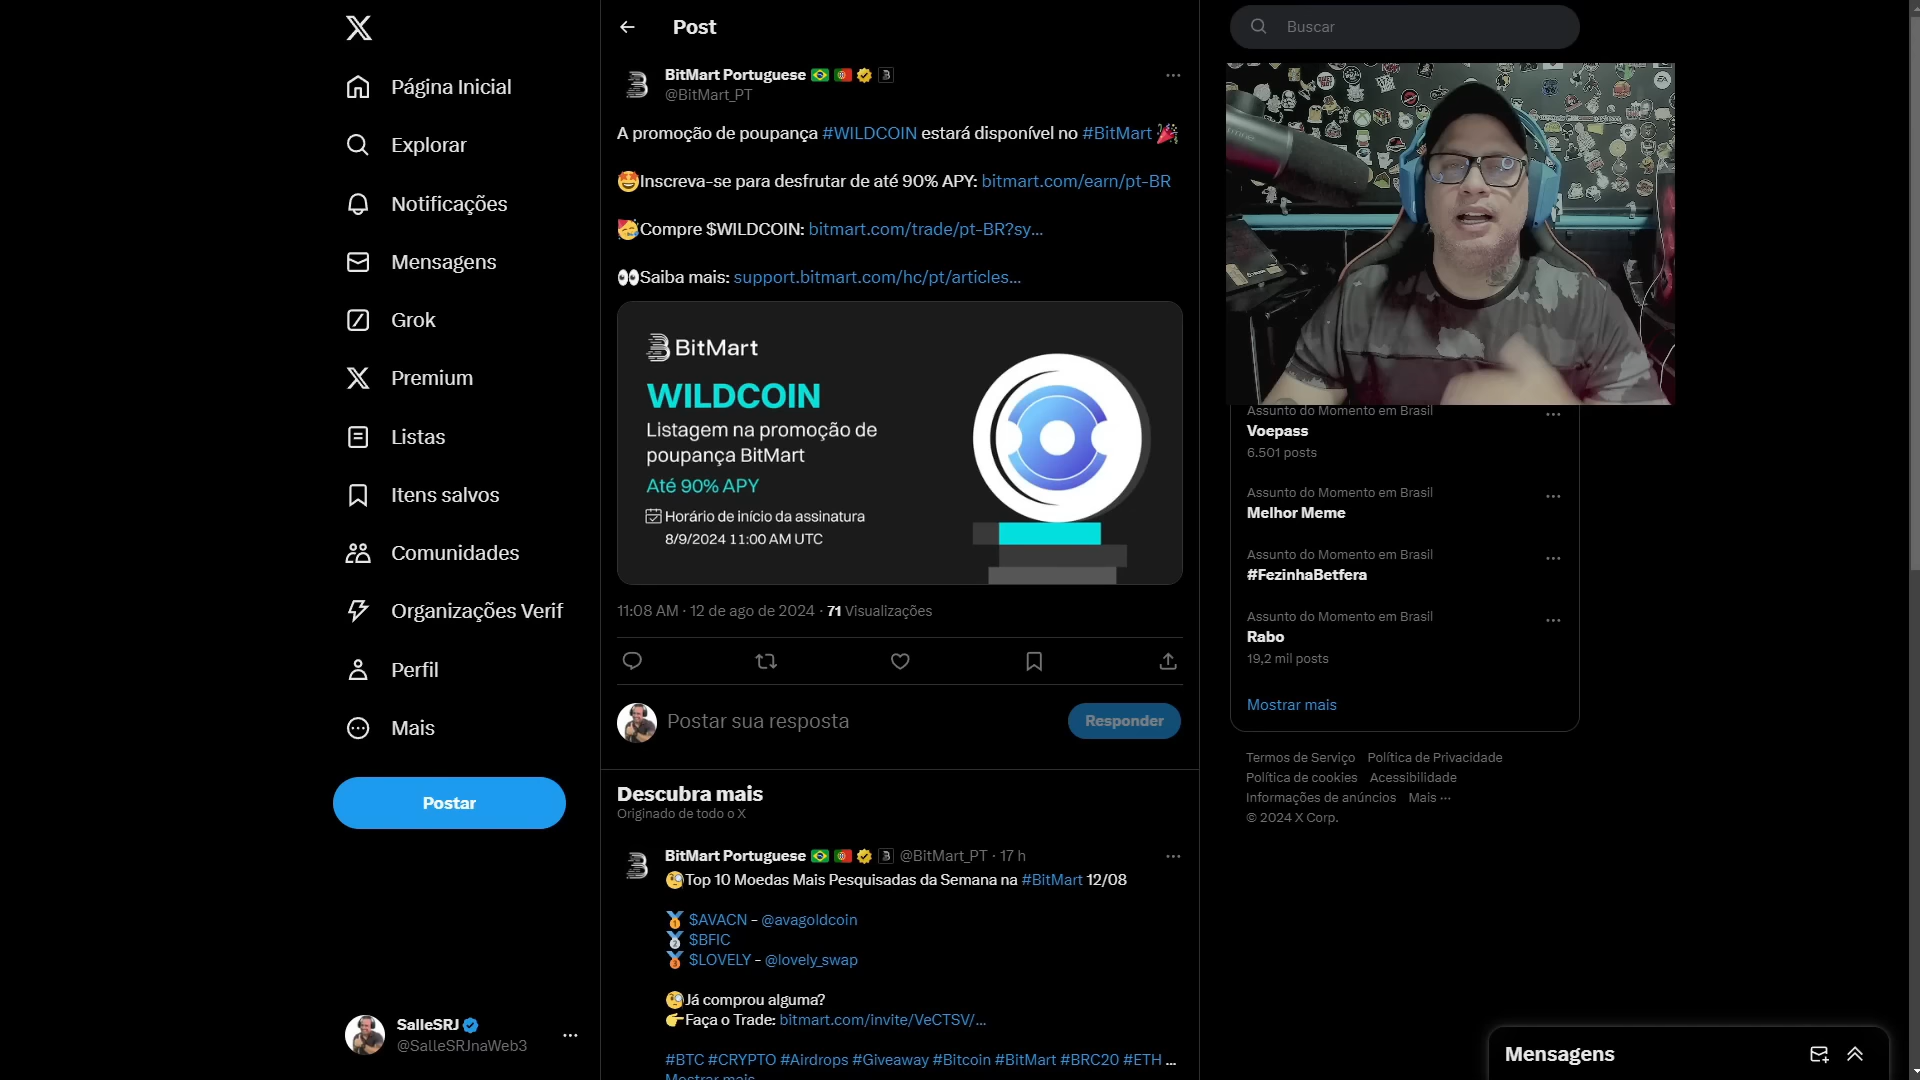 Página Inicial
Explorar
Notificações
Mensagens
Grok
Premium
Listas
Itens salvos
Comunidades
Organizações Verif
Perfil
Mais
Postar
SalleSRJ
@SalleSRJnaWeb3
Post
BitMart Portuguese
@BitMart_PT
A promoção de poupança #WILDCOIN estará disponível no #BitMart 🎉
🤩Inscreva-se para desfrutar de até 90% APY: bitmart.com/earn/pt-BR
🥳Compre $WILDCOIN: bitmart.com/trade/pt-BR?sy...
👀Saiba mais: support.bitmart.com/hc/pt/articles...
BitMart
WILDCOIN
Listagem na promoção de
poupança BitMart
Até 90% APY
Horário de início da assinatura
8/9/2024 11:00 AM UTC
11:08 AM · 12 de ago de 2024 · 71 Visualizações
Postar sua resposta
Responder
Descubra mais
Originado de todo o X
BitMart Portuguese 🇧🇷 🇵🇹 @BitMart_PT · 17 h
🧐Top 10 Moedas Mais Pesquisadas da Semana na #BitMart 12/08
🥇 $AVACN - @avagoldcoin
🥈 $BFIC
🥉 $LOVELY - @lovely_swap
🧐Já comprou alguma?
👉Faça o Trade: bitmart.com/invite/VeCTSV/...
#BTC #CRYPTO #Airdrops #Giveaway #Bitcoin #BitMart #BRC20 #ETH ...
Mostrar mais
Buscar
Assunto do Momento em Brasil
Voepass
6.501 posts
Assunto do Momento em Brasil
Melhor Meme
Assunto do Momento em Brasil
#FezinhaBetfera
Assunto do Momento em Brasil
Rabo
19,2 mil posts
Mostrar mais
Termos de Serviço Política de Privacidade
Política de cookies Acessibilidade
Informações de anúncios Mais ...
© 2024 X Corp.
Mensagens